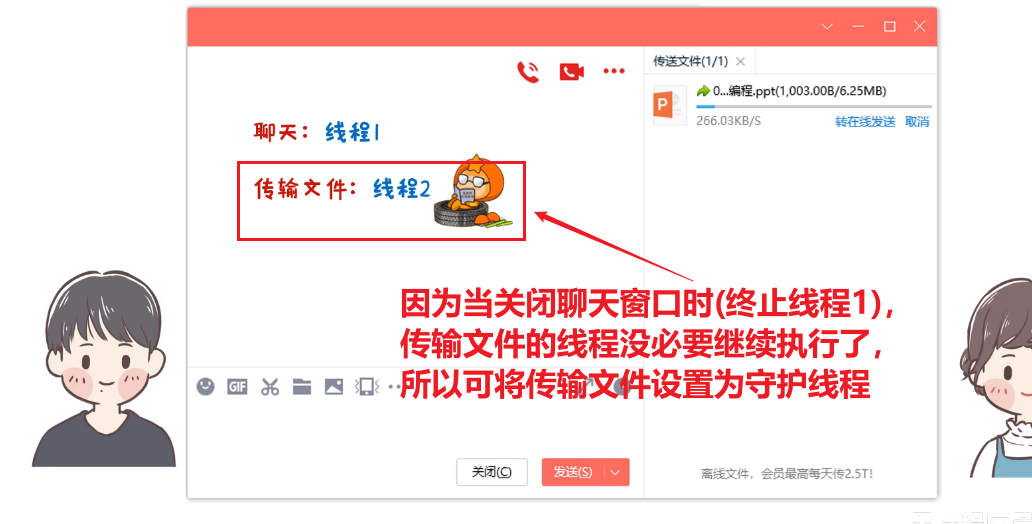 传送文件(1/1)
0...编程.ppt(1,003.00B/6.25MB)
266.03KB/S 转在线发送 取消
聊天：线程1
传输文件：线程2
因为当关闭聊天窗口时(终止线程1)，
传输文件的线程没必要继续执行了，
所以可将传输文件设置为守护线程
GIF
关闭(C) 发送(S)
离线文件，会员最高每天传2.5T!